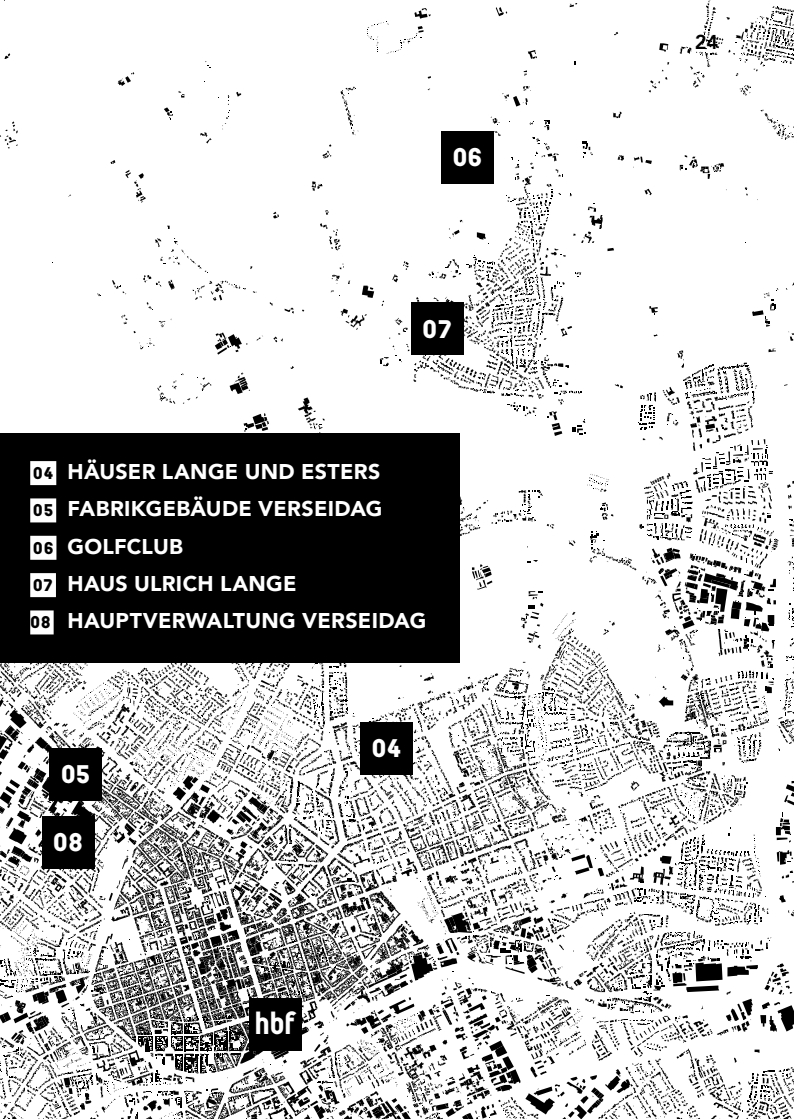 24
06
07
04 HÄUSER LANGE UND ESTERS
05 FABRIKGEBÄUDE VERSEIDAG
06 GOLFCLUB
07 HAUS ULRICH LANGE
08 HAUPTVERWALTUNG VERSEIDAG
04
05
08
hbf